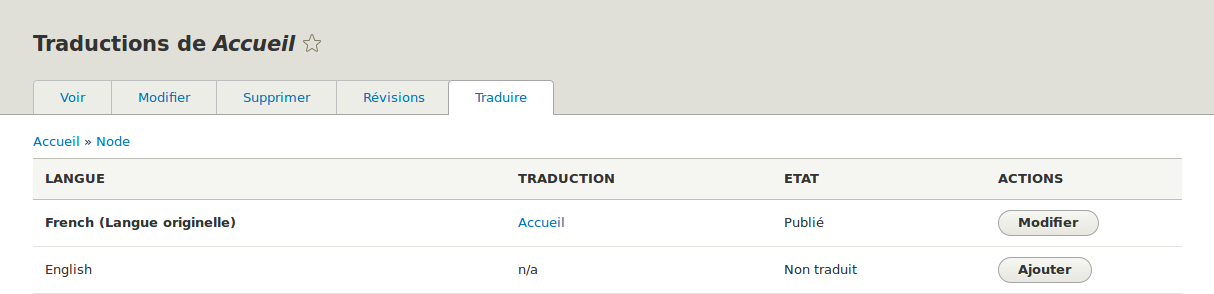 Traductions de Accueil
Voir Modifier Supprimer Révisions Traduire
Accueil » Node
LANGUE TRADUCTION ETAT ACTIONS
French (Langue originelle) Accueil Publié Modifier
English n/a Non traduit Ajouter